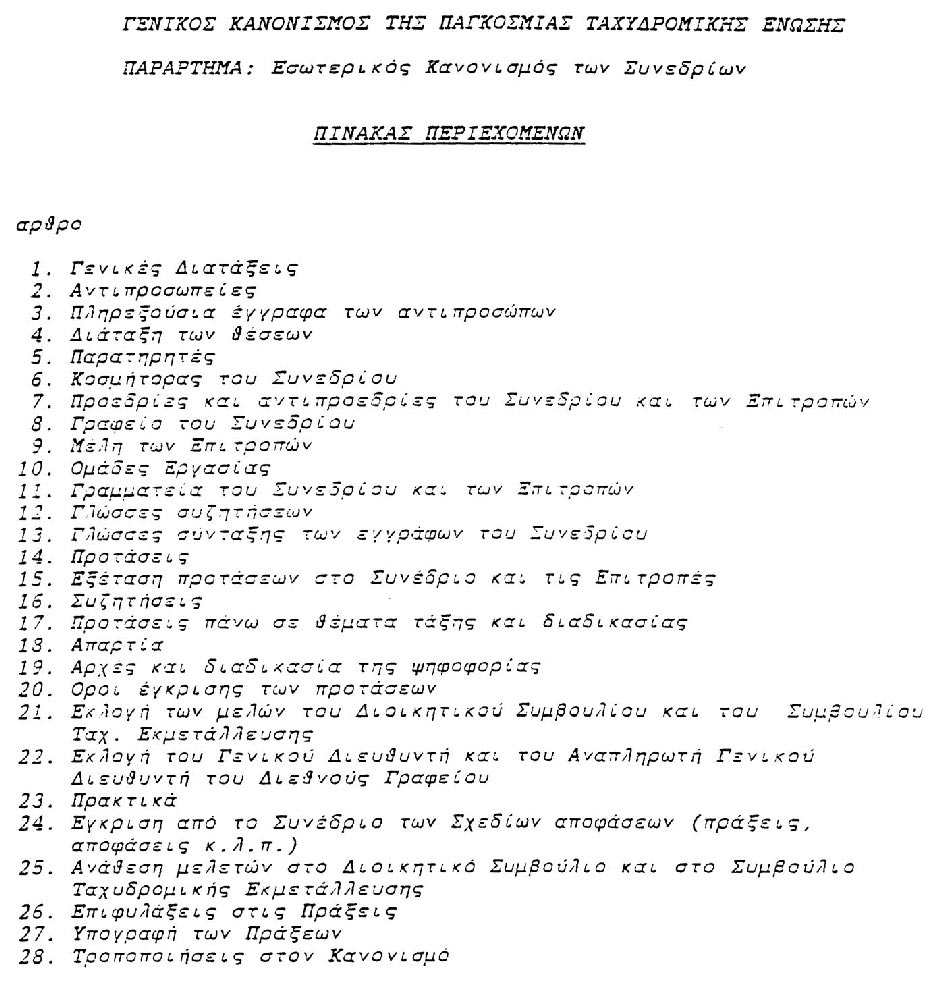 ΓΕΝΙΚΟΣ ΚΑΝΟΝΙΣΜΟΣ ΤΗΣ ΠΑΓΚΟΣΜΙΑΣ ΤΑΧΥΔΡΟΜΙΚΗΣ ΕΝΩΣΗΣ
ΠΑΡΑΡΤΗΜΑ: Εσωτερικός Κανονισμός των Συνεδρίων
ΠΙΝΑΚΑΣ ΠΕΡΙΕΧΟΜΕΝΩΝ
αρθρο
1. Γενικές Διατάξεις
2. Αντιπροσωπείες
3. Πληρεξούσια έγγραφα των αντιπροσώπων
4. Διάταξη των θέσεων
5. Παρατηρητές
6. Κοσμήτορας του Συνεδρίου
7. Προεδρίες και αντιπροεδρίες του Συνεδρίου και των Επιτροπών
8. Γραφείο του Συνεδρίου
9. Μέλη των Επιτροπών
10. Ομάδες Εργασίας
11. Γραμματεία του Συνεδρίου και των Επιτροπών
12. Γλώσσες συζητήσεων
13. Γλώσσες σύνταξης των εγγράφων του Συνεδρίου
14. Προτάσεις
15. Εξέταση προτάσεων στο Συνέδριο και τις Επιτροπές
16. Συζητήσεις
17. Προτάσεις πάνω σε θέματα τάξης και διαδικασίας
18. Απαρτία
19. Αρχές και διαδικασία της ψηφοφορίας
20. Οροι έγκρισης των προτάσεων
21. Εκλογή των μελών του Διοικητικού Συμβουλίου και του Συμβουλίου
Ταχ. Εκμετάλλευσης
22. Εκλογή του Γενικού Διευθυντή και του Αναπληρωτή Γενικού
Διευθυντή του Διεθνούς Γραφείου
23. Πρακτικά
24. Εγκριση από το Συνέδριο των Σχεδίων αποφάσεων (πράξεις,
αποφάσεις κ.λ.π.)
25. Ανάθεση μελετών στο Διοικητικό Συμβούλιο και στο Συμβούλιο
Ταχυδρομικής Εκμετάλλευσης
26. Επιφυλάξεις στις Πράξεις
27. Υπογραφή των Πράξεων
28. Τροποποιήσεις στον Κανονισμό